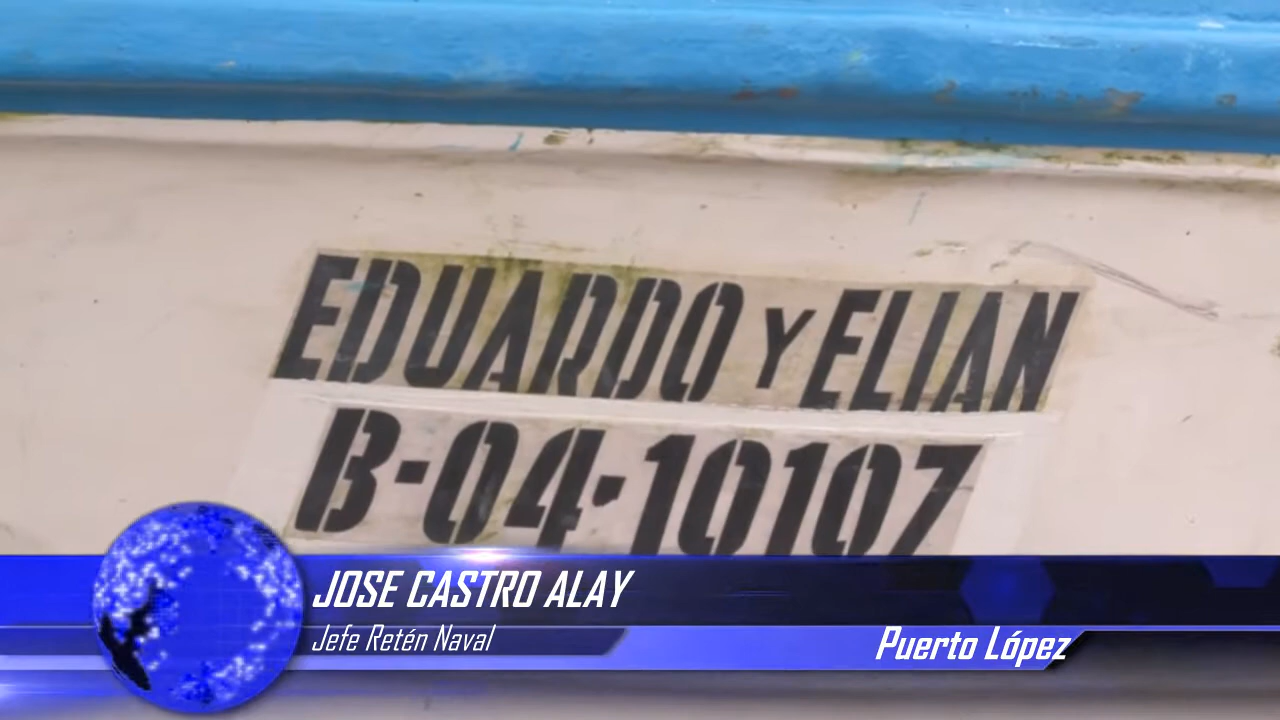 EDUARDO Y ELIAN
B-04-10107
JOSE CASTRO ALAY
Jefe Retén Naval
Puerto López